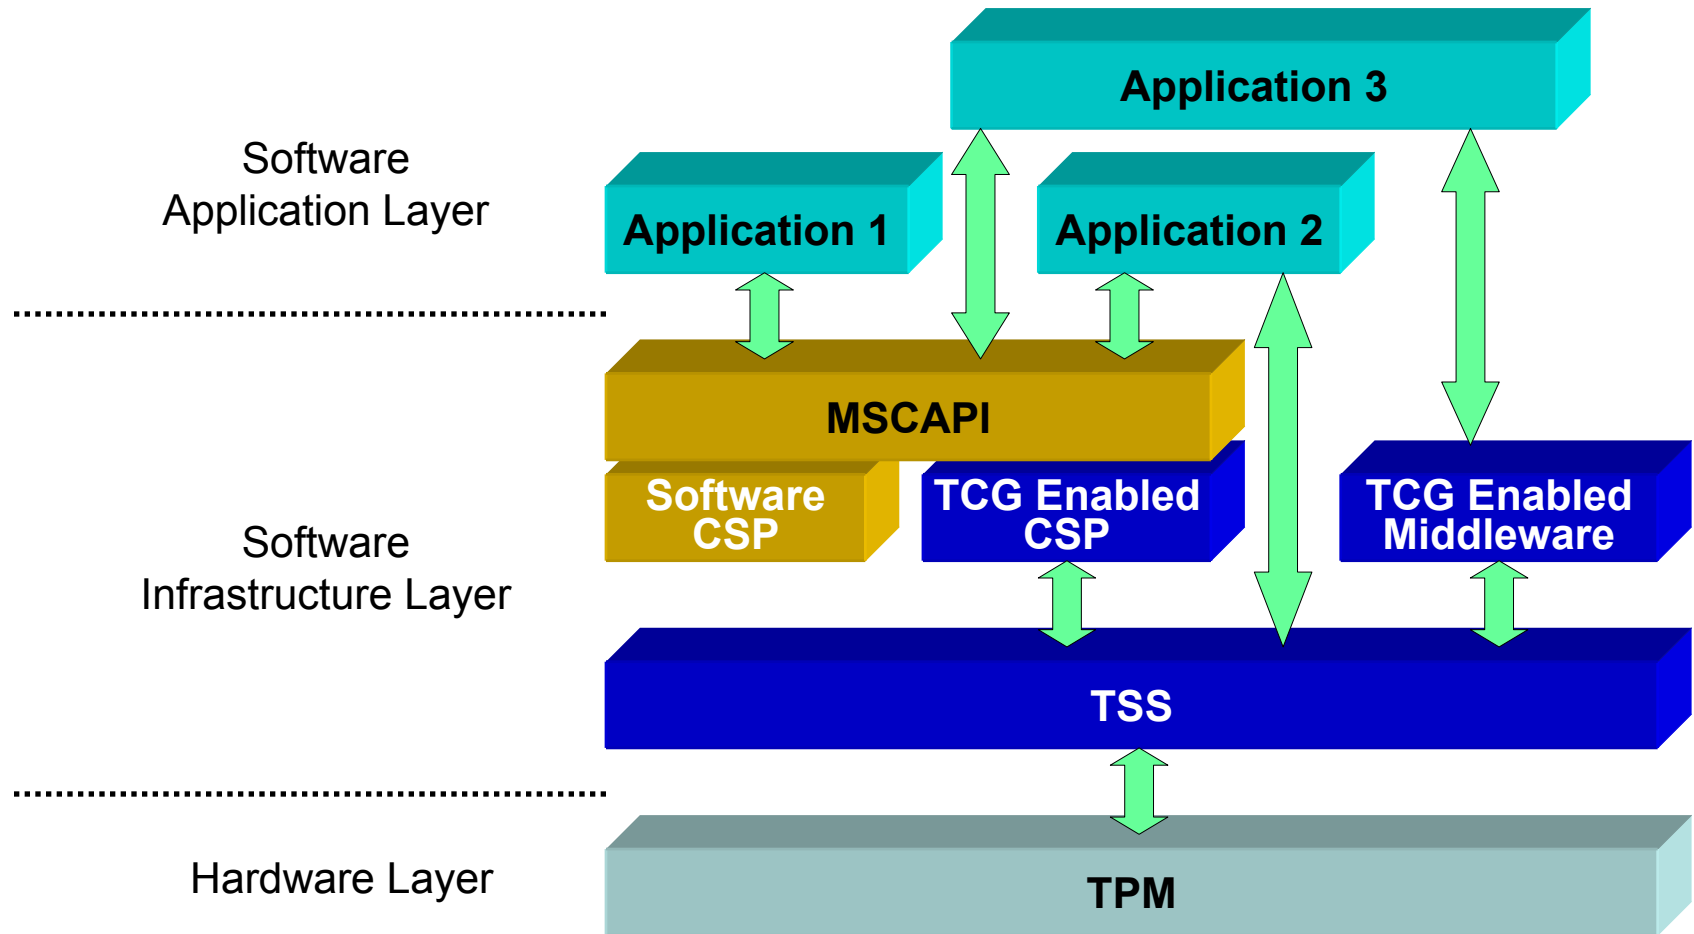 Application 3
Software
Application Layer
Application 1
Application 2
MSCAPI
Software
CSP
TCG Enabled
CSP
TCG Enabled
Middleware
Software
Infrastructure Layer
TSS
Hardware Layer
TPM